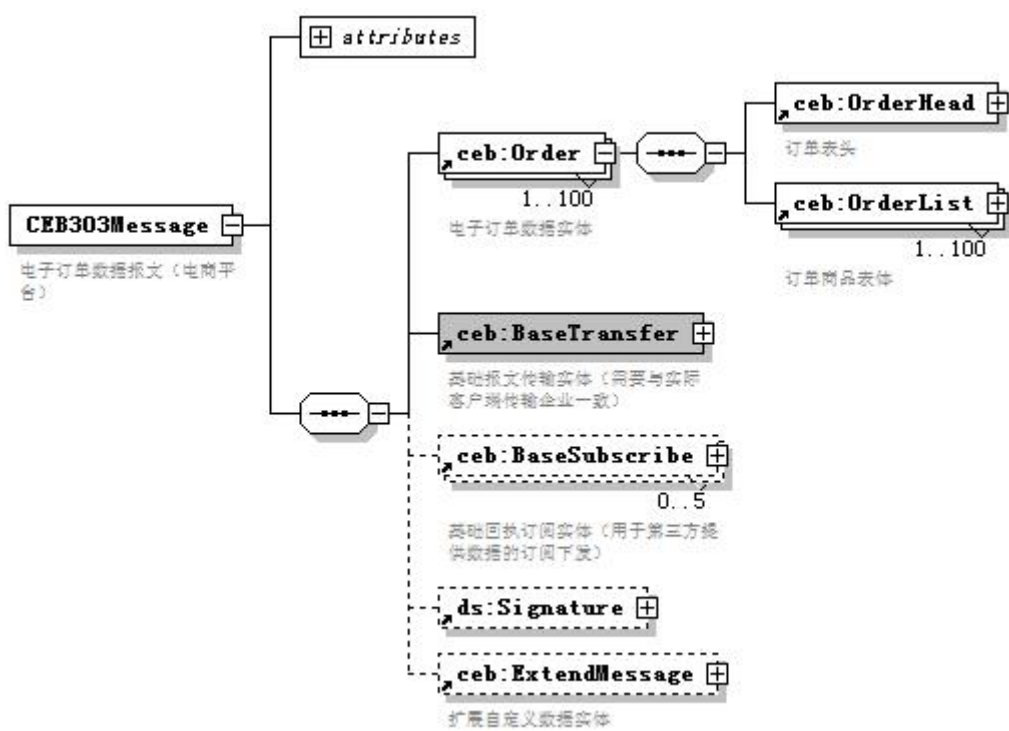 attributes
ceb:OrderHead
订单表头
ceb:Order
1..100
电子订单数据实体
ceb:OrderList
1..100
订单商品表体
CEB303Message
电子订单数据报文（电商平
台）
ceb:BaseTransfer
基础报文传输实体（需要与实际
客户端传输企业一致）
ceb:BaseSubscribe
0..5
基础回执订阅实体（用于第三方提
供数据的订阅下发）
ds:Signature
ceb:ExtendMessage
扩展自定义数据实体